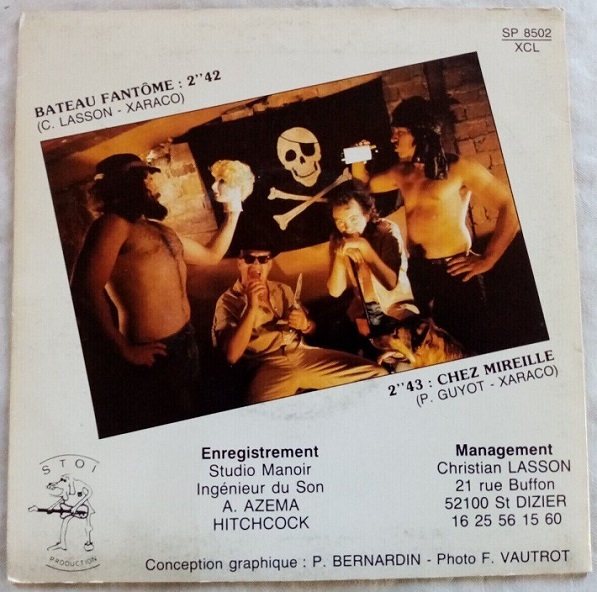 SP 8502
XCL
BATEAU FANTÔME : 2"42
(C. LASSON - XARACO)
2"43 : CHEZ MIREILLE
(P. GUYOT - XARACO)
Enregistrement
Studio Manoir
Ingénieur du Son
A. AZEMA
HITCHCOCK
Management
Christian LASSON
21 rue Buffon
52100 St DIZIER
16 25 56 15 60
STOI
PRODUCTION
Conception graphique : P. BERNARDIN - Photo F. VAUTROT